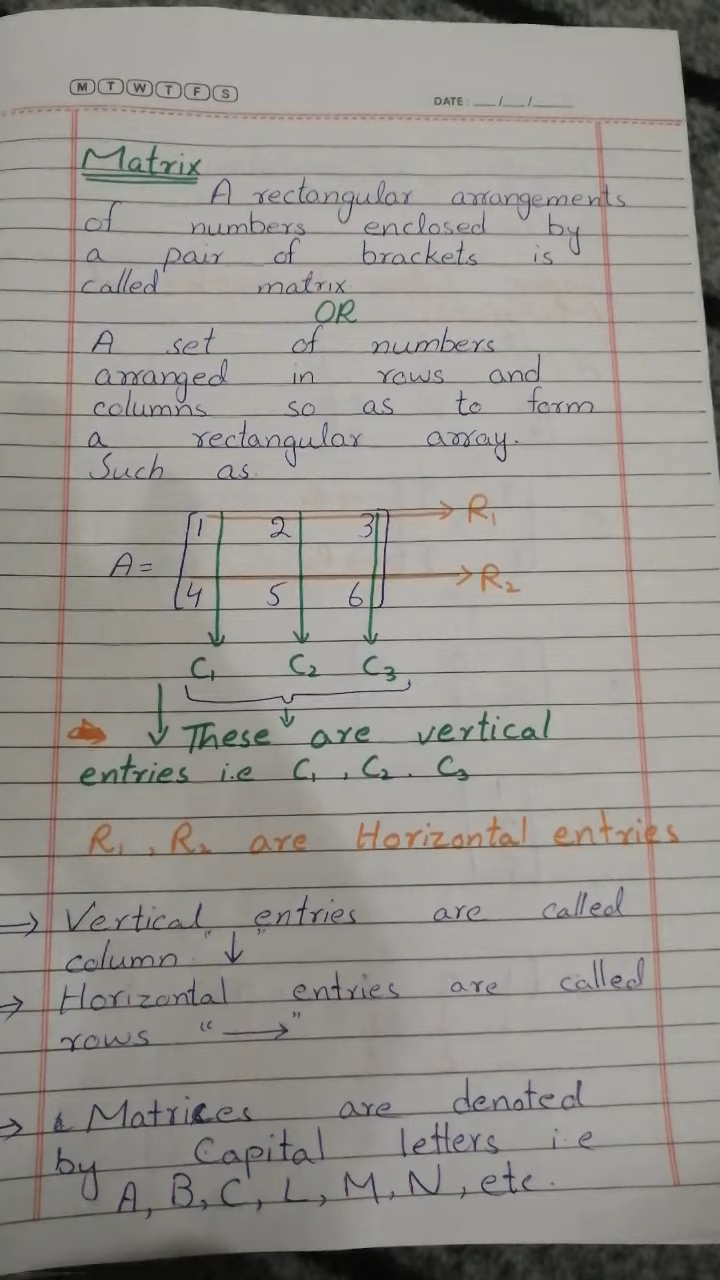 M T W T F S
DATE: __/__/____
Matrix
A rectangular arrangements
of numbers enclosed by
a pair of brackets is
called matrix.
OR
A set of numbers
arranged in rows and
columns so as to form
a rectangular array.
Such as.
1 2 3 → R₁
A =
4 5 6 → R₂
C₁ C₂ C₃
These are vertical
entries i.e C₁, C₂. C₃
R₁, R₂ are Horizontal entries
⇒ Vertical entries are called
column "↓"
⇒ Horizontal entries are called
rows "→"
⇒ Matrices are denoted
by Capital letters i.e
A, B, C, L, M, N, etc.